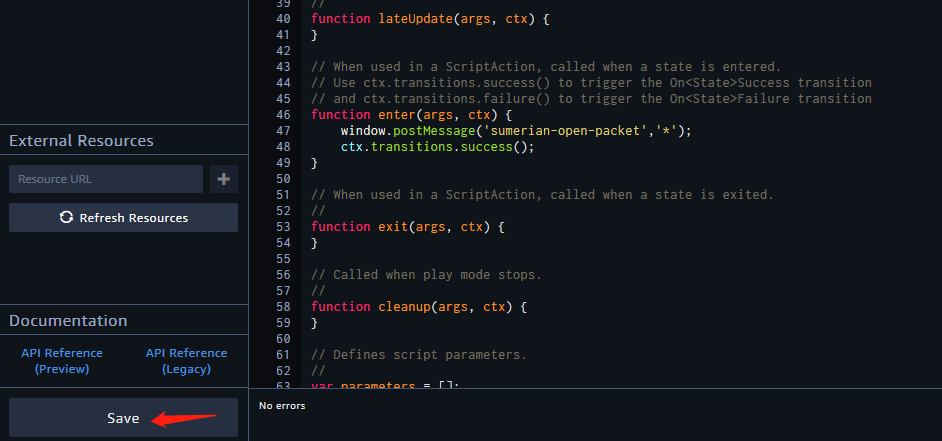 External Resources
Resource URL
+
Refresh Resources
Documentation
API Reference (Preview)
API Reference (Legacy)
Save
39 //
40 function lateUpdate(args, ctx) {
41 }
42
43 // When used in a ScriptAction, called when a state is entered.
44 // Use ctx.transitions.success() to trigger the On<State>Success transition
45 // and ctx.transitions.failure() to trigger the On<State>Failure transition
46 function enter(args, ctx) {
47     window.postMessage('sumerian-open-packet','*');
48     ctx.transitions.success();
49 }
50
51 // When used in a ScriptAction, called when a state is exited.
52 //
53 function exit(args, ctx) {
54 }
55
56 // Called when play mode stops.
57 //
58 function cleanup(args, ctx) {
59 }
60
61 // Defines script parameters.
62 //
63 var parameters = [];
No errors